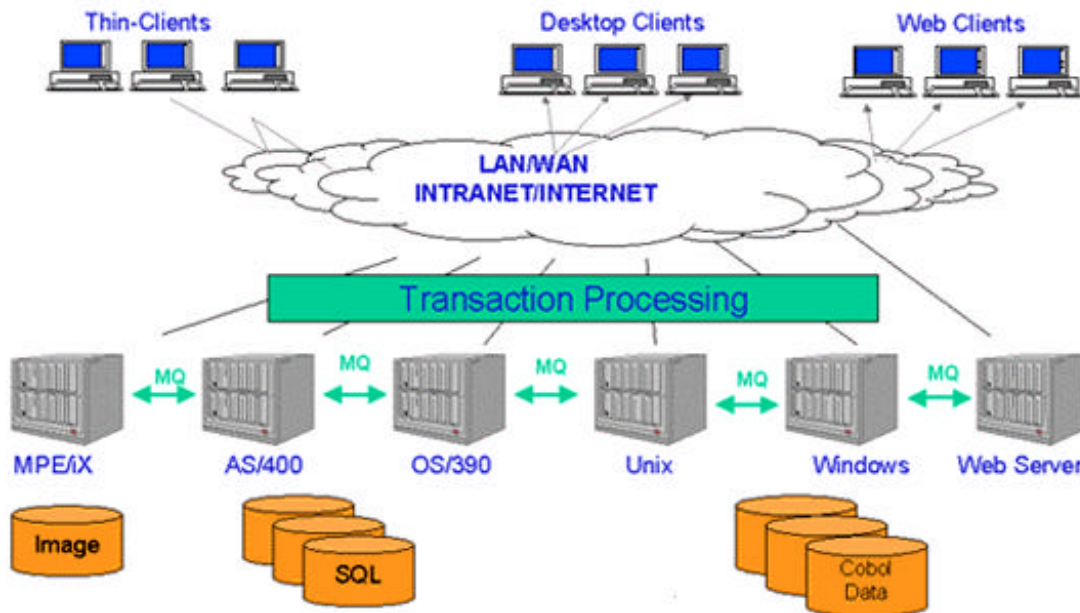 Thin-Clients
Desktop Clients
Web Clients
LAN/WAN
INTRANET/INTERNET
Transaction Processing
MQ
MQ
MQ
MQ
MQ
MPE/iX
AS/400
OS/390
Unix
Windows
Web Server
Image
SQL
Cobol
Data